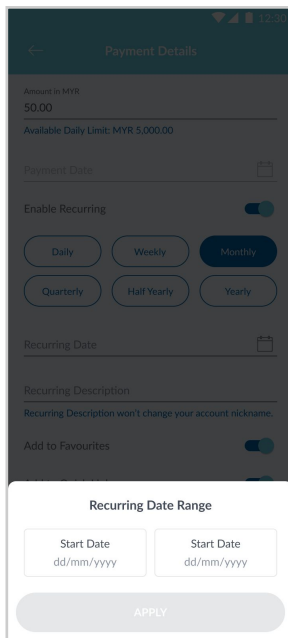 12:30
Payment Details
Amount in MYR
50.00
Available Daily Limit: MYR 5,000.00
Payment Date
Enable Recurring
Daily Weekly Monthly
Quarterly Half Yearly Yearly
Recurring Date
Recurring Description
Recurring Description won't change your account nickname.
Add to Favourites
Recurring Date Range
Start Date Start Date
dd/mm/yyyy dd/mm/yyyy
APPLY